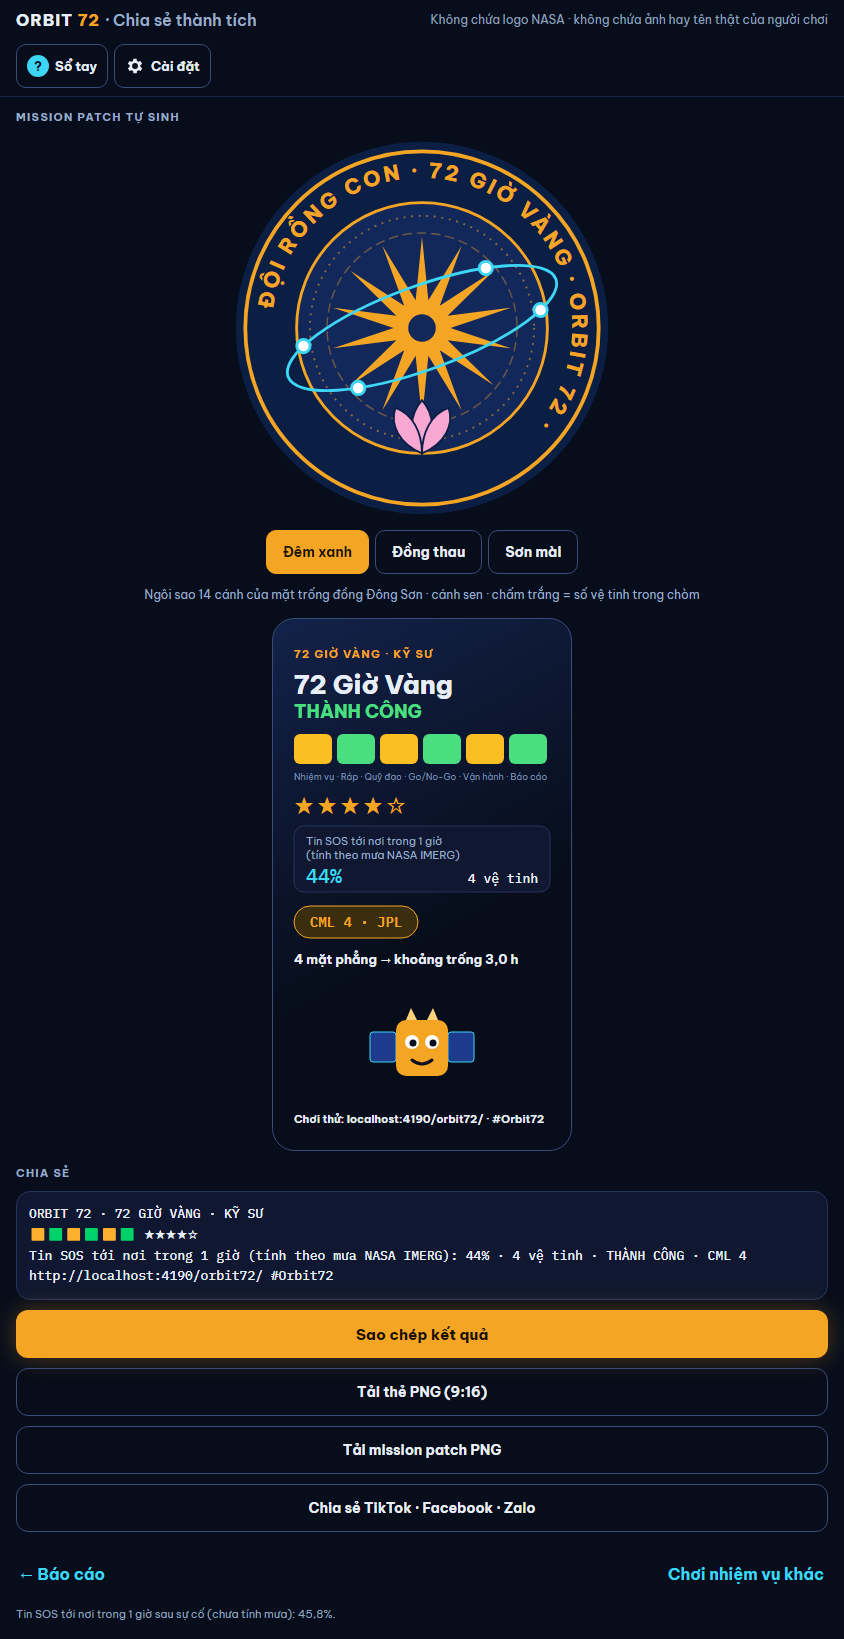 ORBIT 72 · Chia sẻ thành tích
Không chứa logo NASA · không chứa ảnh hay tên thật của người chơi
? Sổ tay
Cài đặt
MISSION PATCH TỰ SINH
ĐỘI RỒNG CON · 72 GIỜ VÀNG · ORBIT 72 ·
Đêm xanh
Đồng thau
Sơn mài
Ngôi sao 14 cánh của mặt trống đồng Đông Sơn · cánh sen · chấm trắng = số vệ tinh trong chòm
72 GIỜ VÀNG · KỸ SƯ
72 Giờ Vàng
THÀNH CÔNG
Nhiệm vụ · Ráp · Quỹ đạo · Go/No-Go · Vận hành · Báo cáo
★★★★☆
Tin SOS tới nơi trong 1 giờ
(tính theo mưa NASA IMERG)
44%
4 vệ tinh
CML 4 · JPL
4 mặt phẳng → khoảng trống 3,0 h
Chơi thử: localhost:4190/orbit72/ · #Orbit72
CHIA SẺ
ORBIT 72 · 72 GIỜ VÀNG · KỸ SƯ
🟧🟩🟧🟩🟧🟩 ★★★★☆
Tin SOS tới nơi trong 1 giờ (tính theo mưa NASA IMERG): 44% · 4 vệ tinh · THÀNH CÔNG · CML 4
http://localhost:4190/orbit72/ #Orbit72
Sao chép kết quả
Tải thẻ PNG (9:16)
Tải mission patch PNG
Chia sẻ TikTok · Facebook · Zalo
← Báo cáo
Chơi nhiệm vụ khác
Tin SOS tới nơi trong 1 giờ sau sự cố (chưa tính mưa): 45,8%.